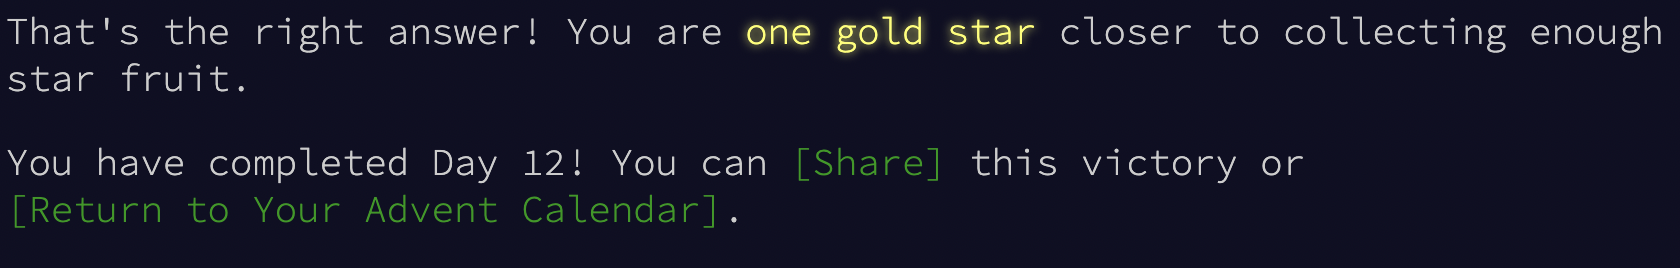 That's the right answer! You are one gold star closer to collecting enough
star fruit.
You have completed Day 12! You can [Share] this victory or
[Return to Your Advent Calendar].